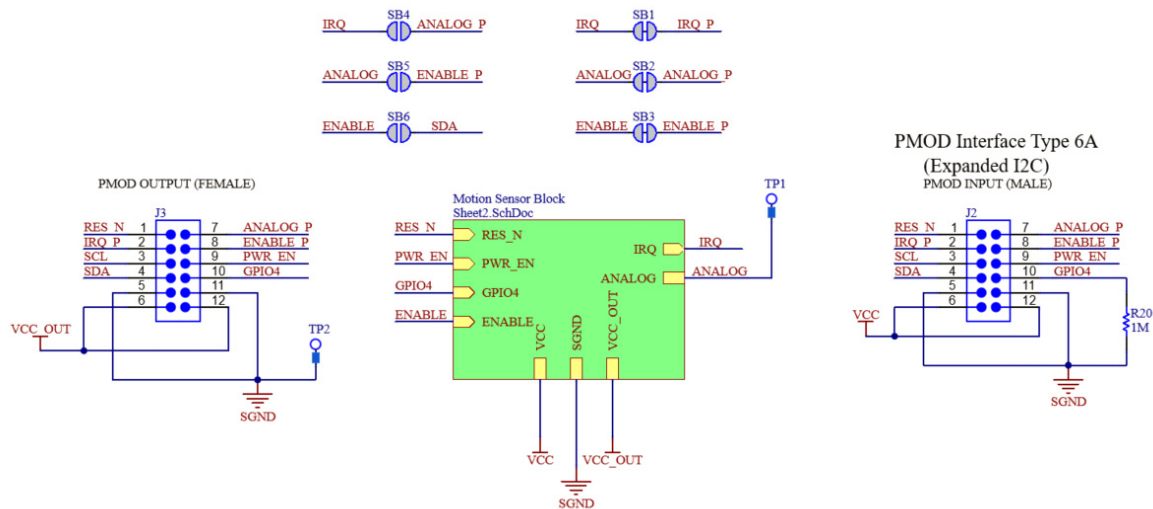 SB4
IRQ ANALOG_P
SB1
IRQ IRQ_P
SB5
ANALOG ENABLE_P
SB2
ANALOG ANALOG_P
SB6
ENABLE SDA
SB3
ENABLE ENABLE_P
PMOD OUTPUT (FEMALE)
J3
RES_N 1 7 ANALOG_P
IRQ_P 2 8 ENABLE_P
SCL 3 9 PWR_EN
SDA 4 10 GPIO4
5 11
6 12
VCC_OUT
TP2
SGND
Motion Sensor Block
Sheet2.SchDoc
RES_N RES_N
PWR_EN PWR_EN
GPIO4 GPIO4
ENABLE ENABLE
IRQ IRQ
ANALOG ANALOG
TP1
VCC
SGND
VCC_OUT
VCC
VCC_OUT
SGND
PMOD Interface Type 6A
(Expanded I2C)
PMOD INPUT (MALE)
J2
RES_N 1 7 ANALOG_P
IRQ_P 2 8 ENABLE_P
SCL 3 9 PWR_EN
SDA 4 10 GPIO4
5 11
6 12
VCC
R20
1M
SGND